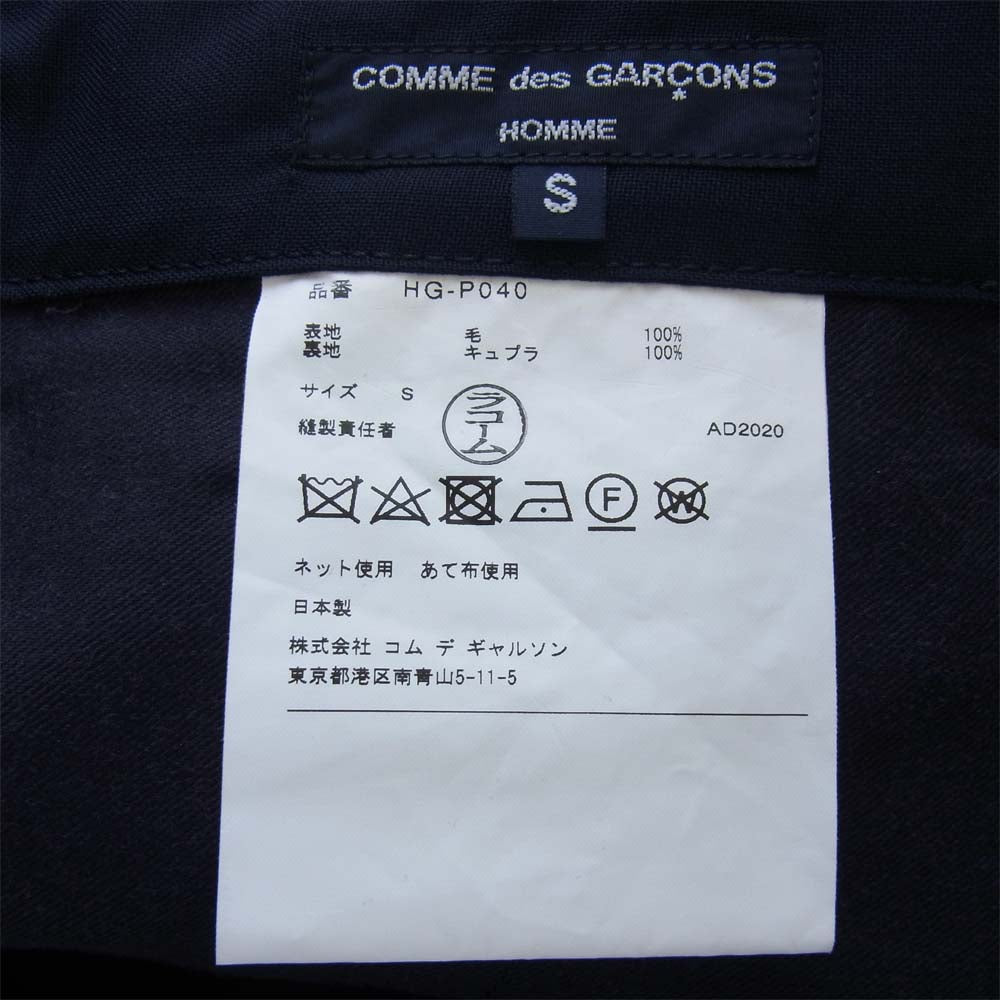 COMME des GARÇONS
HOMME
S
品番 HG-P040
表地 毛 100%
裏地 キュプラ 100%
サイズ S
ラコーム
縫製責任者 AD2020
F W
ネット使用 あて布使用
日本製
株式会社 コム デ ギャルソン
東京都港区南青山5-11-5